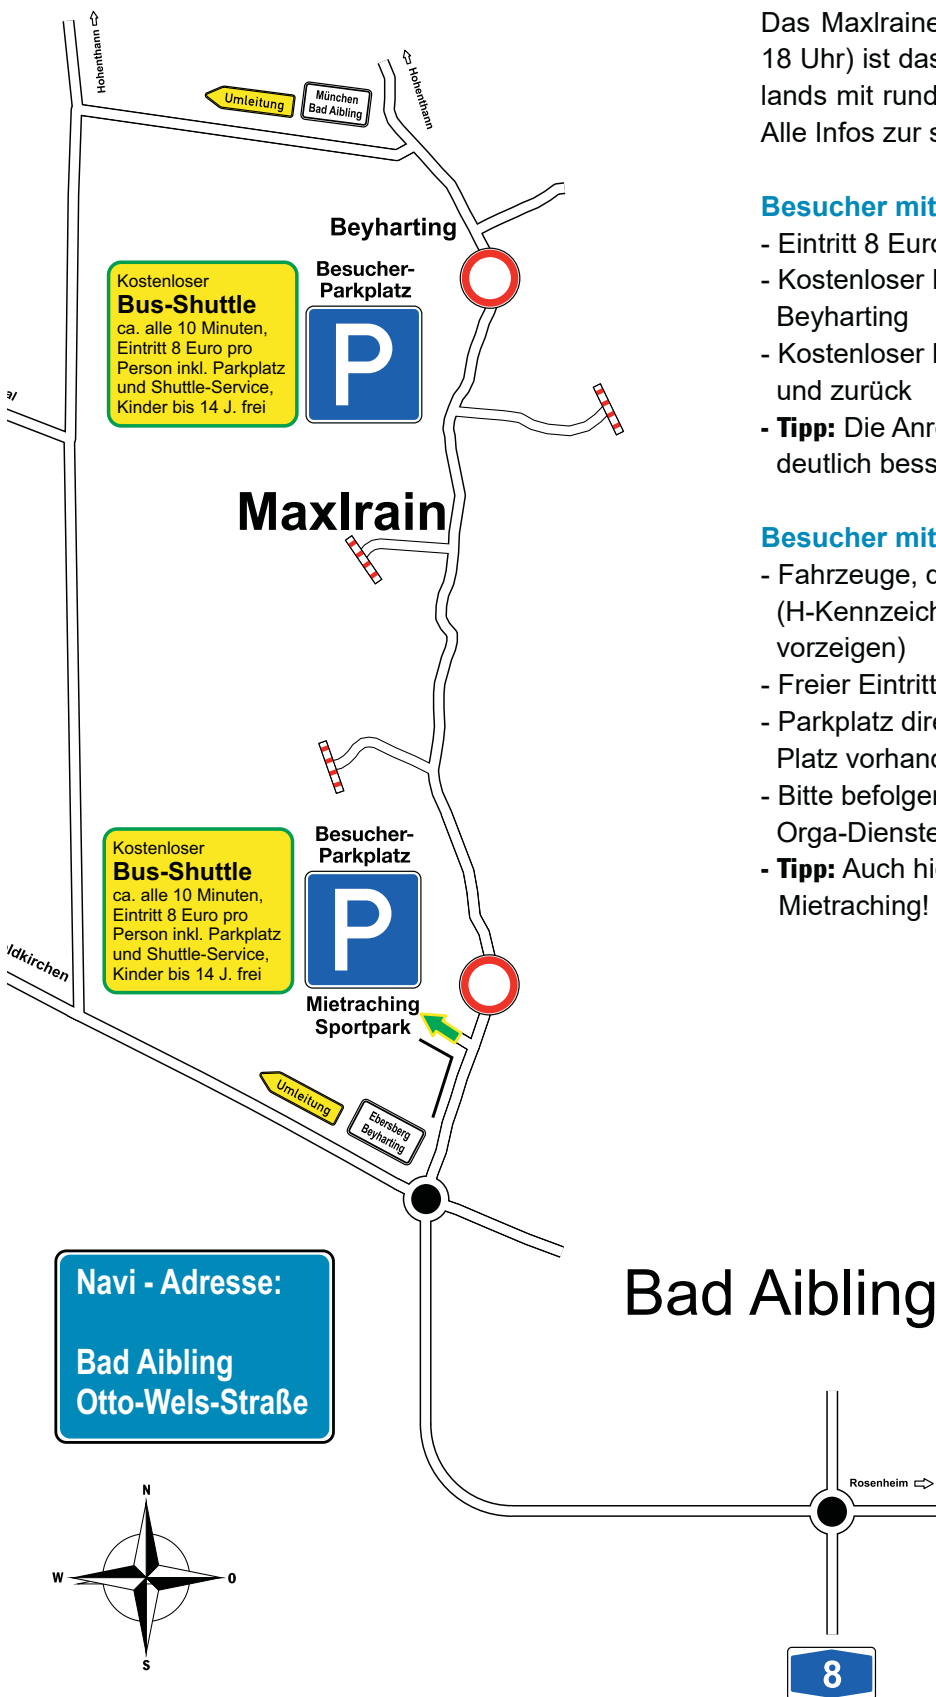 Hohenthann
Hohenthann
Umleitung
München
Bad Aibling
Beyharting
Kostenloser
Bus-Shuttle
ca. alle 10 Minuten,
Eintritt 8 Euro pro
Person inkl. Parkplatz
und Shuttle-Service,
Kinder bis 14 J. frei
Besucher-
Parkplatz
P
Maxlrain
Kostenloser
Bus-Shuttle
ca. alle 10 Minuten,
Eintritt 8 Euro pro
Person inkl. Parkplatz
und Shuttle-Service,
Kinder bis 14 J. frei
Besucher-
Parkplatz
P
Mietraching
Sportpark
ldkirchen
Umleitung
Ebersberg
Beyharting
Navi - Adresse:
Bad Aibling
Otto-Wels-Straße
Bad Aibling
Rosenheim
8
N
W
O
S
Das Maxlraine
18 Uhr) ist das
lands mit rund
Alle Infos zur s
Besucher mit
- Eintritt 8 Euro
- Kostenloser
Beyharting
- Kostenloser
und zurück
- Tipp: Die Anre
deutlich bess
Besucher mit
- Fahrzeuge, d
(H-Kennzeich
vorzeigen)
- Freier Eintritt
- Parkplatz dire
Platz vorhand
- Bitte befolgen
Orga-Dienste
- Tipp: Auch hie
Mietraching!